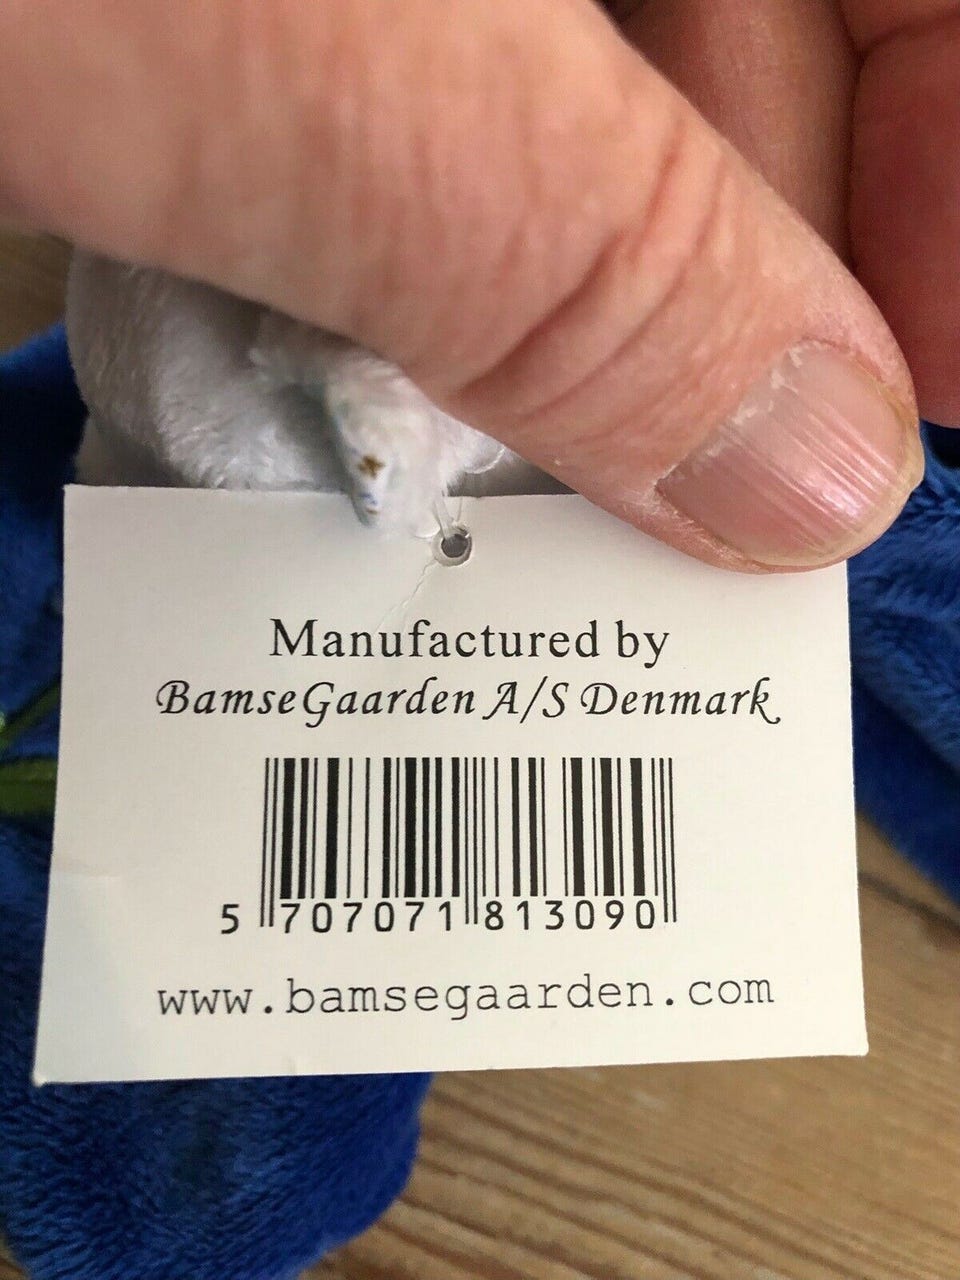 Manufactured by
BamseGaarden A/S Denmark
5 707071 813090
www.bamsegaarden.com